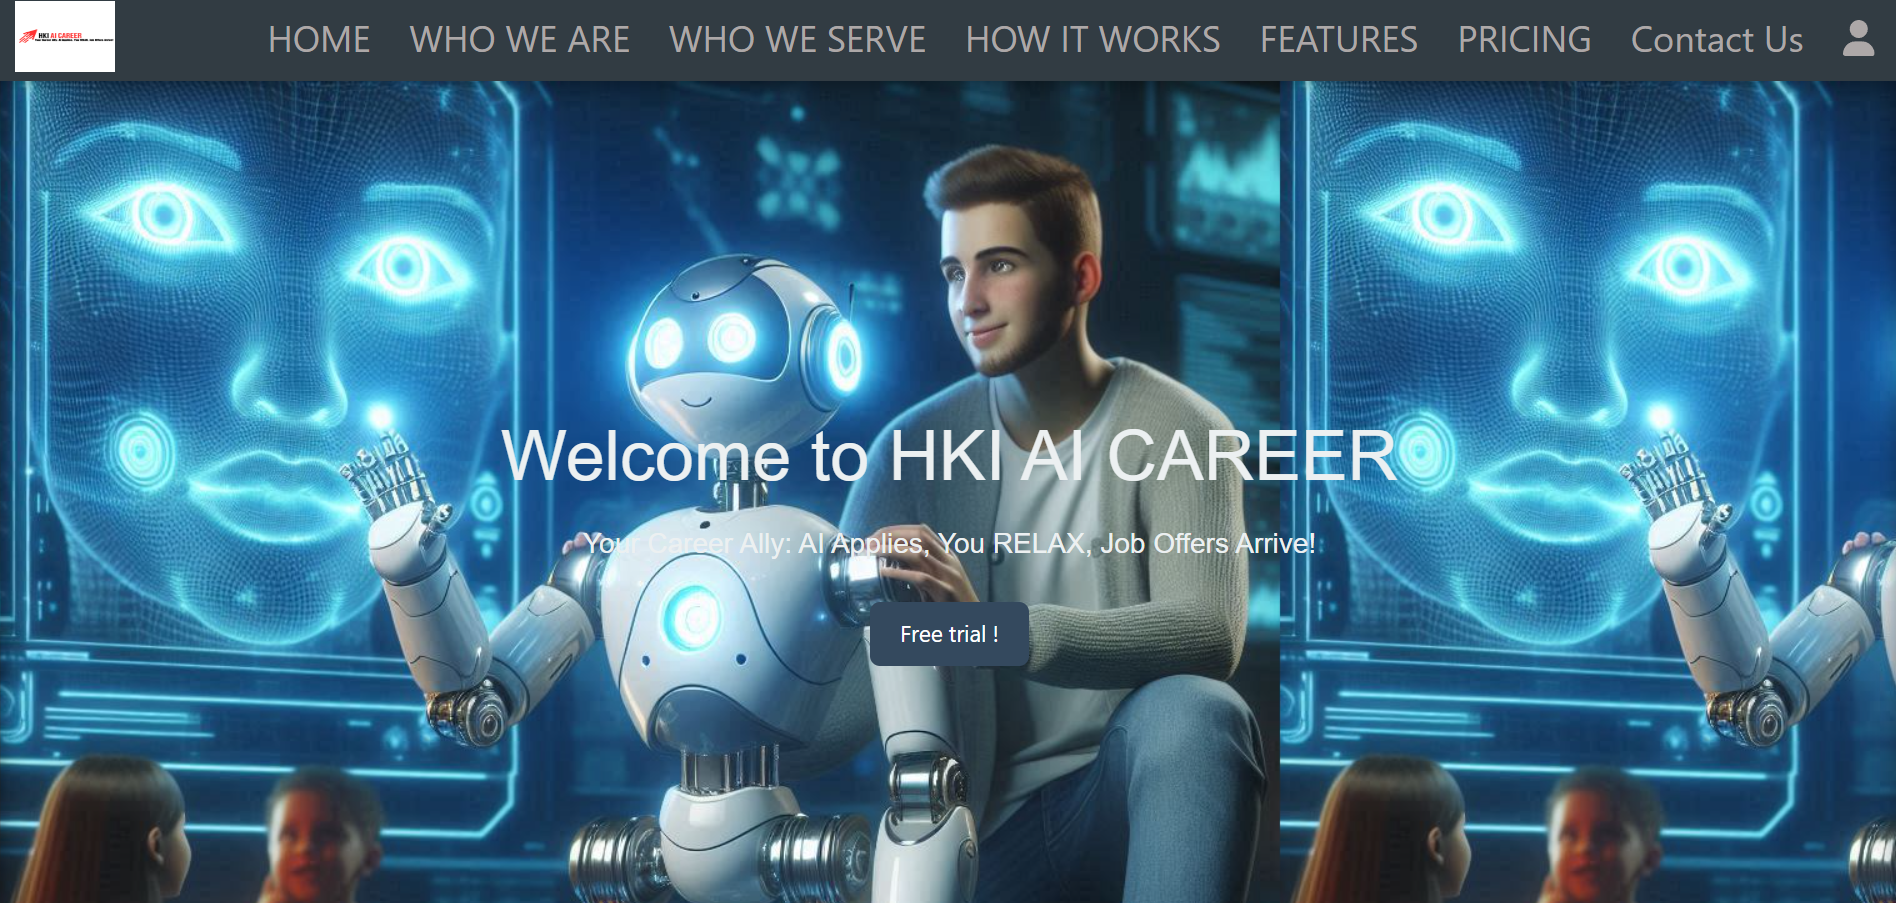 HKI AI CAREER
HOME WHO WE ARE WHO WE SERVE HOW IT WORKS FEATURES PRICING Contact Us
Welcome to HKI AI CAREER
Your Career Ally: AI Applies, You RELAX, Job Offers Arrive!
Free trial !